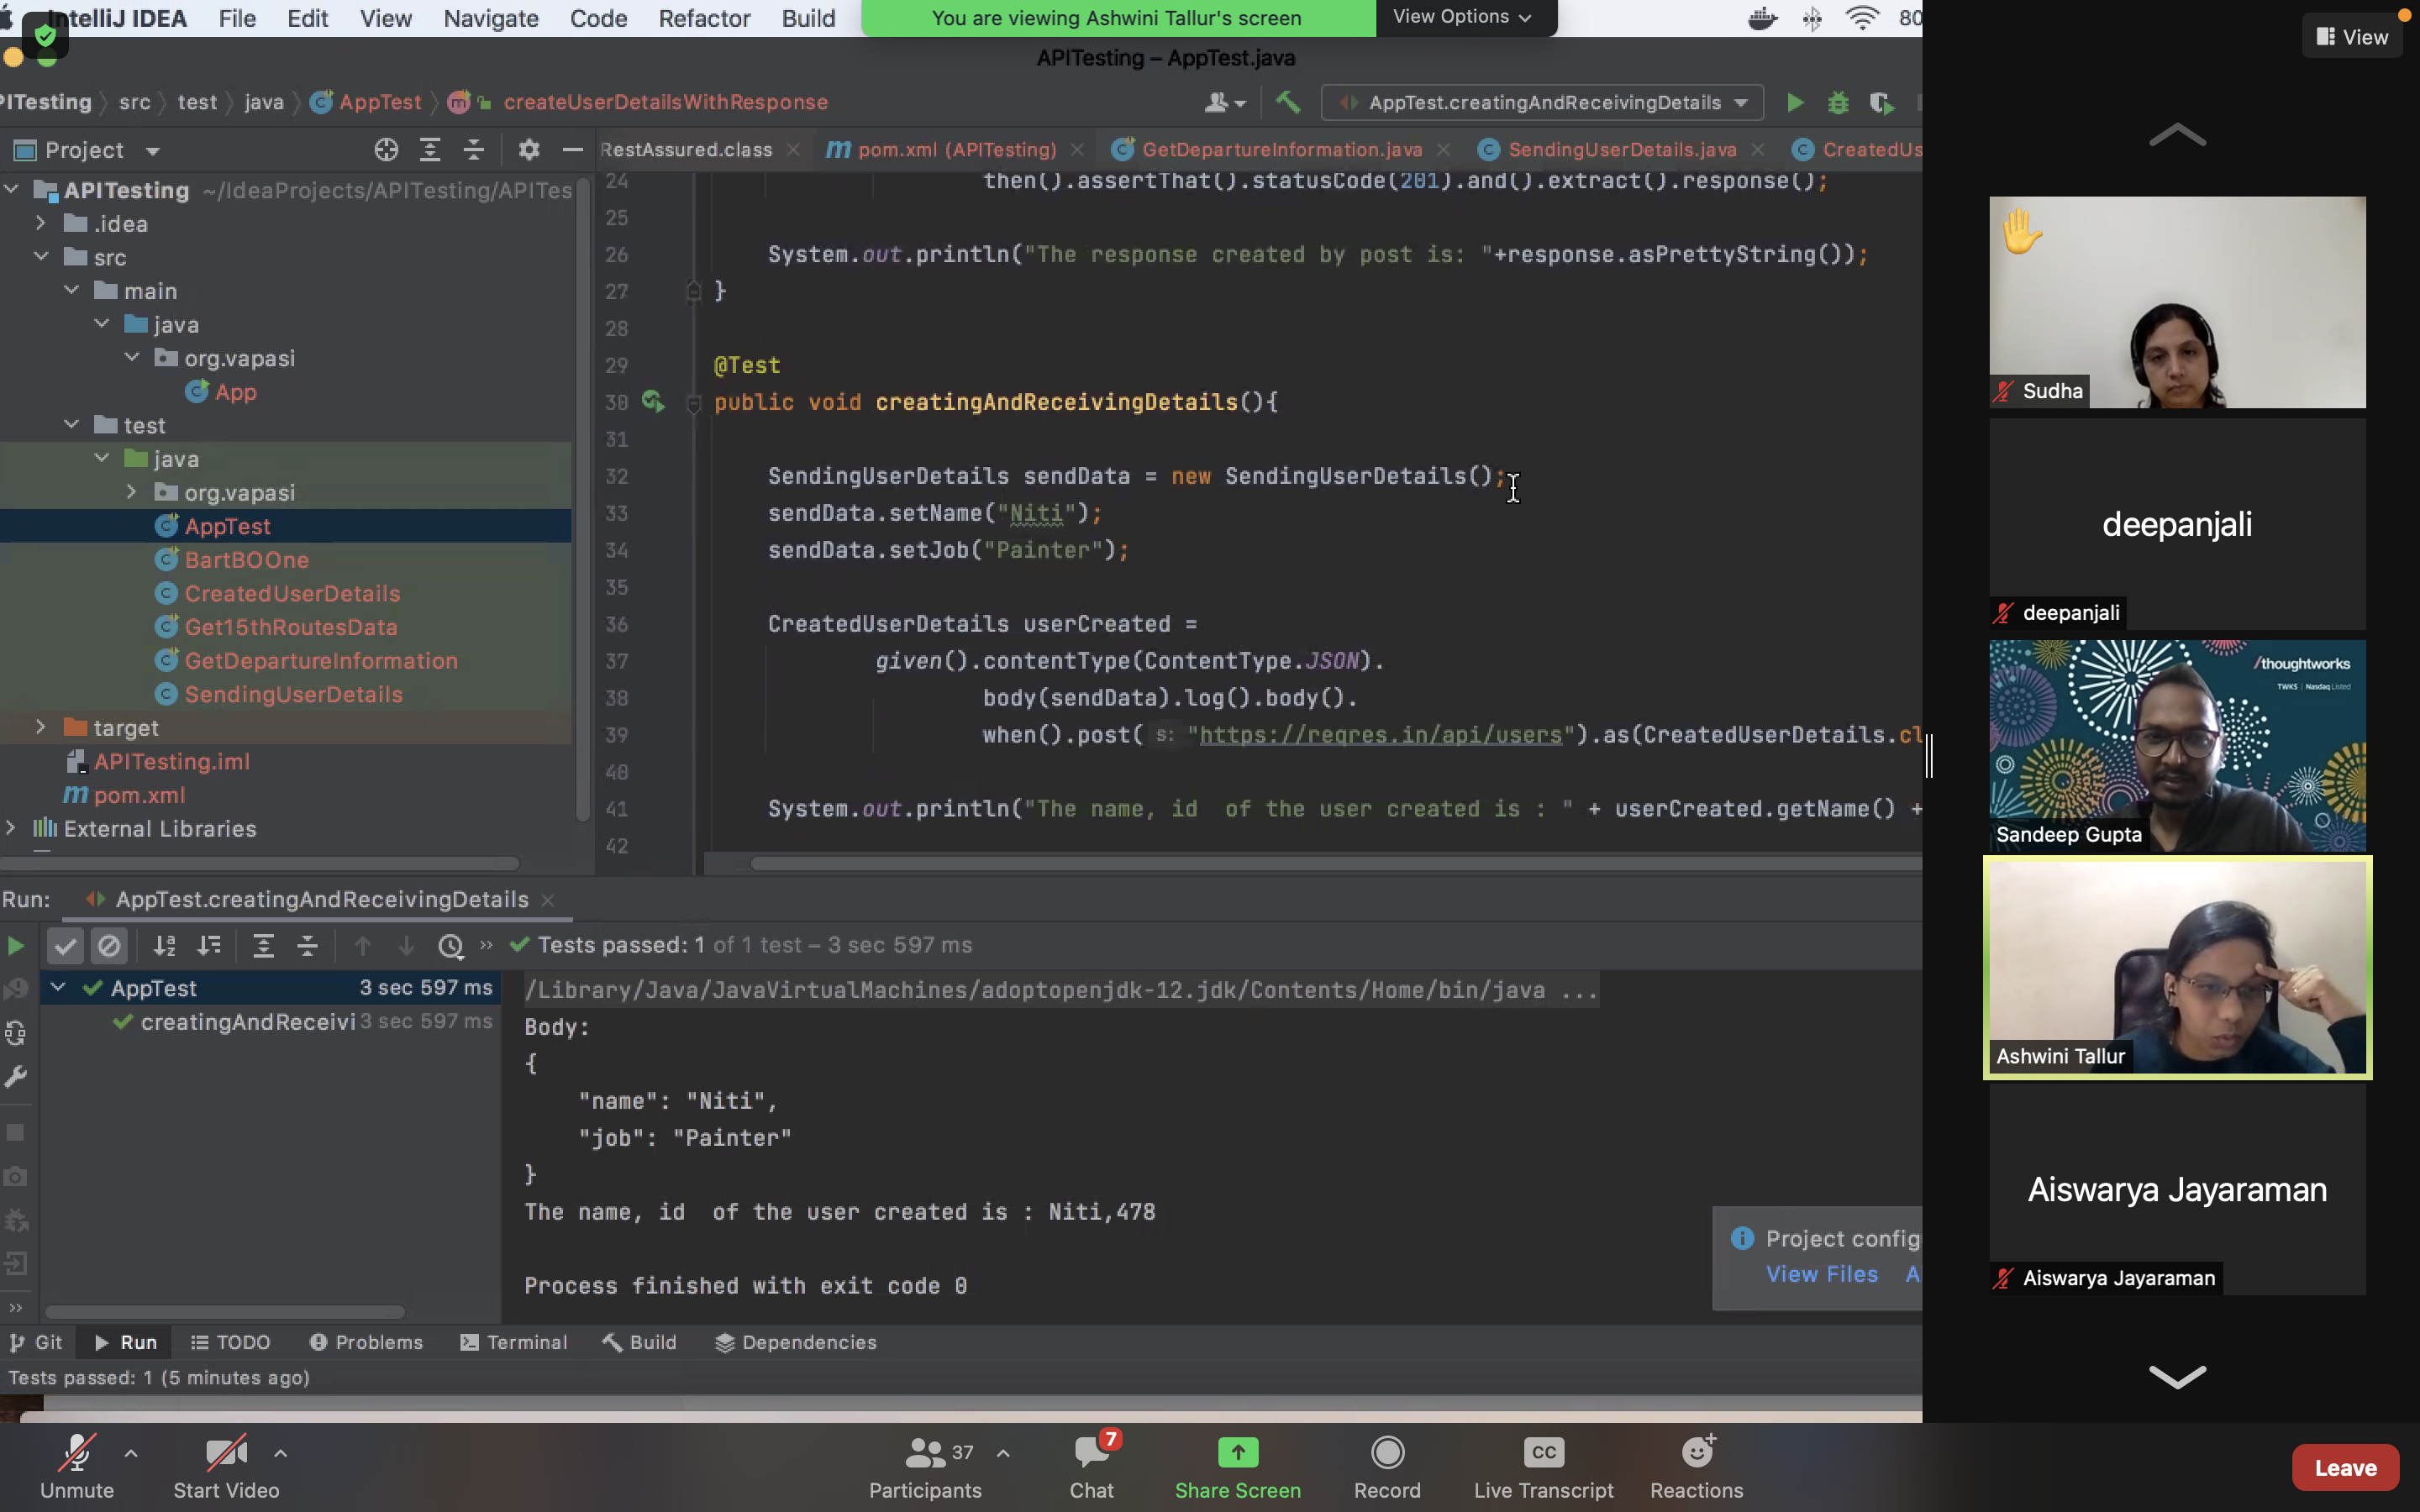 IntelliJ IDEA File Edit View Navigate Code Refactor Build
You are viewing Ashwini Tallur's screen
View Options
80
View
APITesting – AppTest.java
PITesting src test java AppTest m createUserDetailsWithResponse
AppTest.creatingAndReceivingDetails
Project
RestAssured.class
m pom.xml (APITesting)
GetDepartureInformation.java
SendingUserDetails.java
CreatedUs
APITesting ~/IdeaProjects/APITesting/APITes
.idea
src
main
java
org.vapasi
App
test
java
org.vapasi
AppTest
BartBOOne
CreatedUserDetails
Get15thRoutesData
GetDepartureInformation
SendingUserDetails
target
APITesting.iml
m pom.xml
External Libraries
24 then().assertThat().statusCode(201).and().extract().response();
25
26 System.out.println("The response created by post is: "+response.asPrettyString());
27 }
28
29 @Test
30 public void creatingAndReceivingDetails(){
31
32 SendingUserDetails sendData = new SendingUserDetails();
33 sendData.setName("Niti");
34 sendData.setJob("Painter");
35
36 CreatedUserDetails userCreated =
37 given().contentType(ContentType.JSON).
38 body(sendData).log().body().
39 when().post( s: "https://reqres.in/api/users").as(CreatedUserDetails.cl
40
41 System.out.println("The name, id  of the user created is : " + userCreated.getName() +
42
Run: AppTest.creatingAndReceivingDetails
Tests passed: 1 of 1 test – 3 sec 597 ms
AppTest 3 sec 597 ms
creatingAndReceivi 3 sec 597 ms
/Library/Java/JavaVirtualMachines/adoptopenjdk-12.jdk/Contents/Home/bin/java ...
Body:
{
"name": "Niti",
"job": "Painter"
}
The name, id  of the user created is : Niti,478
Process finished with exit code 0
Project config
View Files A
Git Run TODO Problems Terminal Build Dependencies
Tests passed: 1 (5 minutes ago)
Sudha
deepanjali
deepanjali
/thoughtworks
TWKS | Nasdaq Listed
Sandeep Gupta
Ashwini Tallur
Aiswarya Jayaraman
Aiswarya Jayaraman
37
7
CC
Unmute Start Video Participants Chat Share Screen Record Live Transcript Reactions
Leave